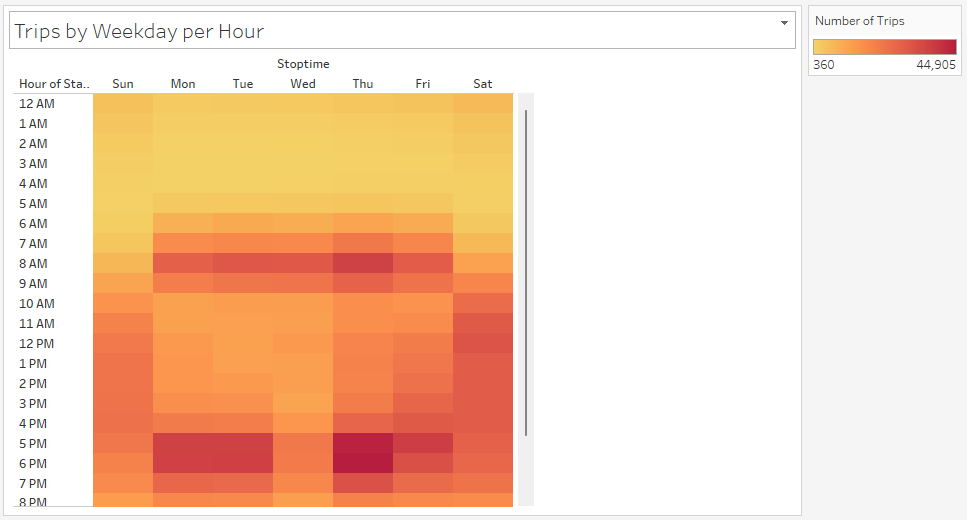 Trips by Weekday per Hour
Number of Trips
360 44,905
Stoptime
Hour of Sta.. Sun Mon Tue Wed Thu Fri Sat
12 AM
1 AM
2 AM
3 AM
4 AM
5 AM
6 AM
7 AM
8 AM
9 AM
10 AM
11 AM
12 PM
1 PM
2 PM
3 PM
4 PM
5 PM
6 PM
7 PM
8 PM